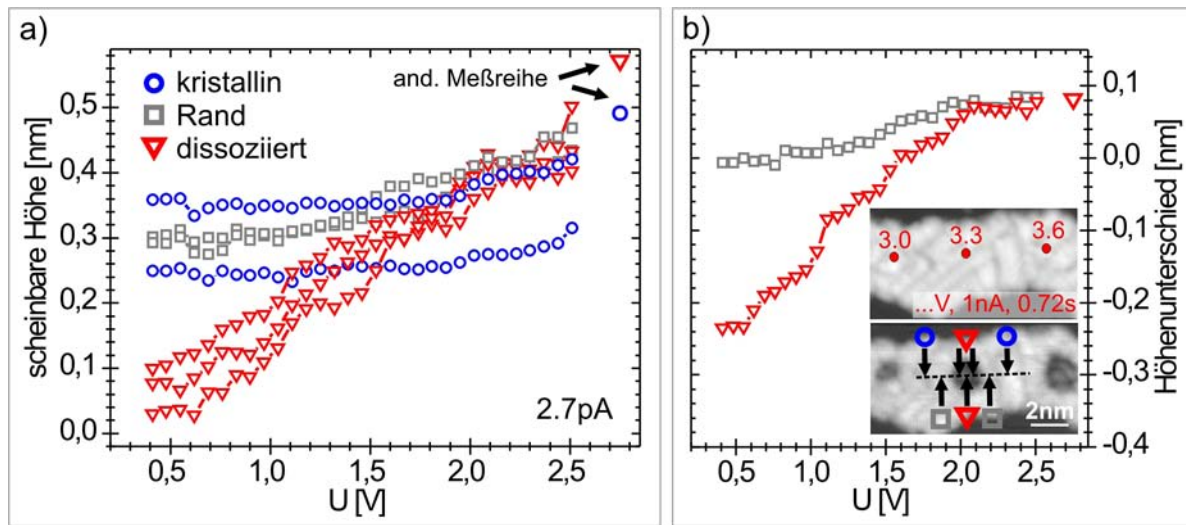 a)
scheinbare Höhe [nm]
0,5
0,4
0,3
0,2
0,1
0,0
kristallin
Rand
dissoziiert
and. Meßreihe
2.7pA
0,5 1,0 1,5 2,0 2,5
U [V]
b)
0,1
0,0
-0,1
-0,2
-0,3
-0,4
Höhenunterschied [nm]
3.0 3.3 3.6
...V, 1nA, 0.72s
2nm
0,5 1,0 1,5 2,0 2,5
U [V]